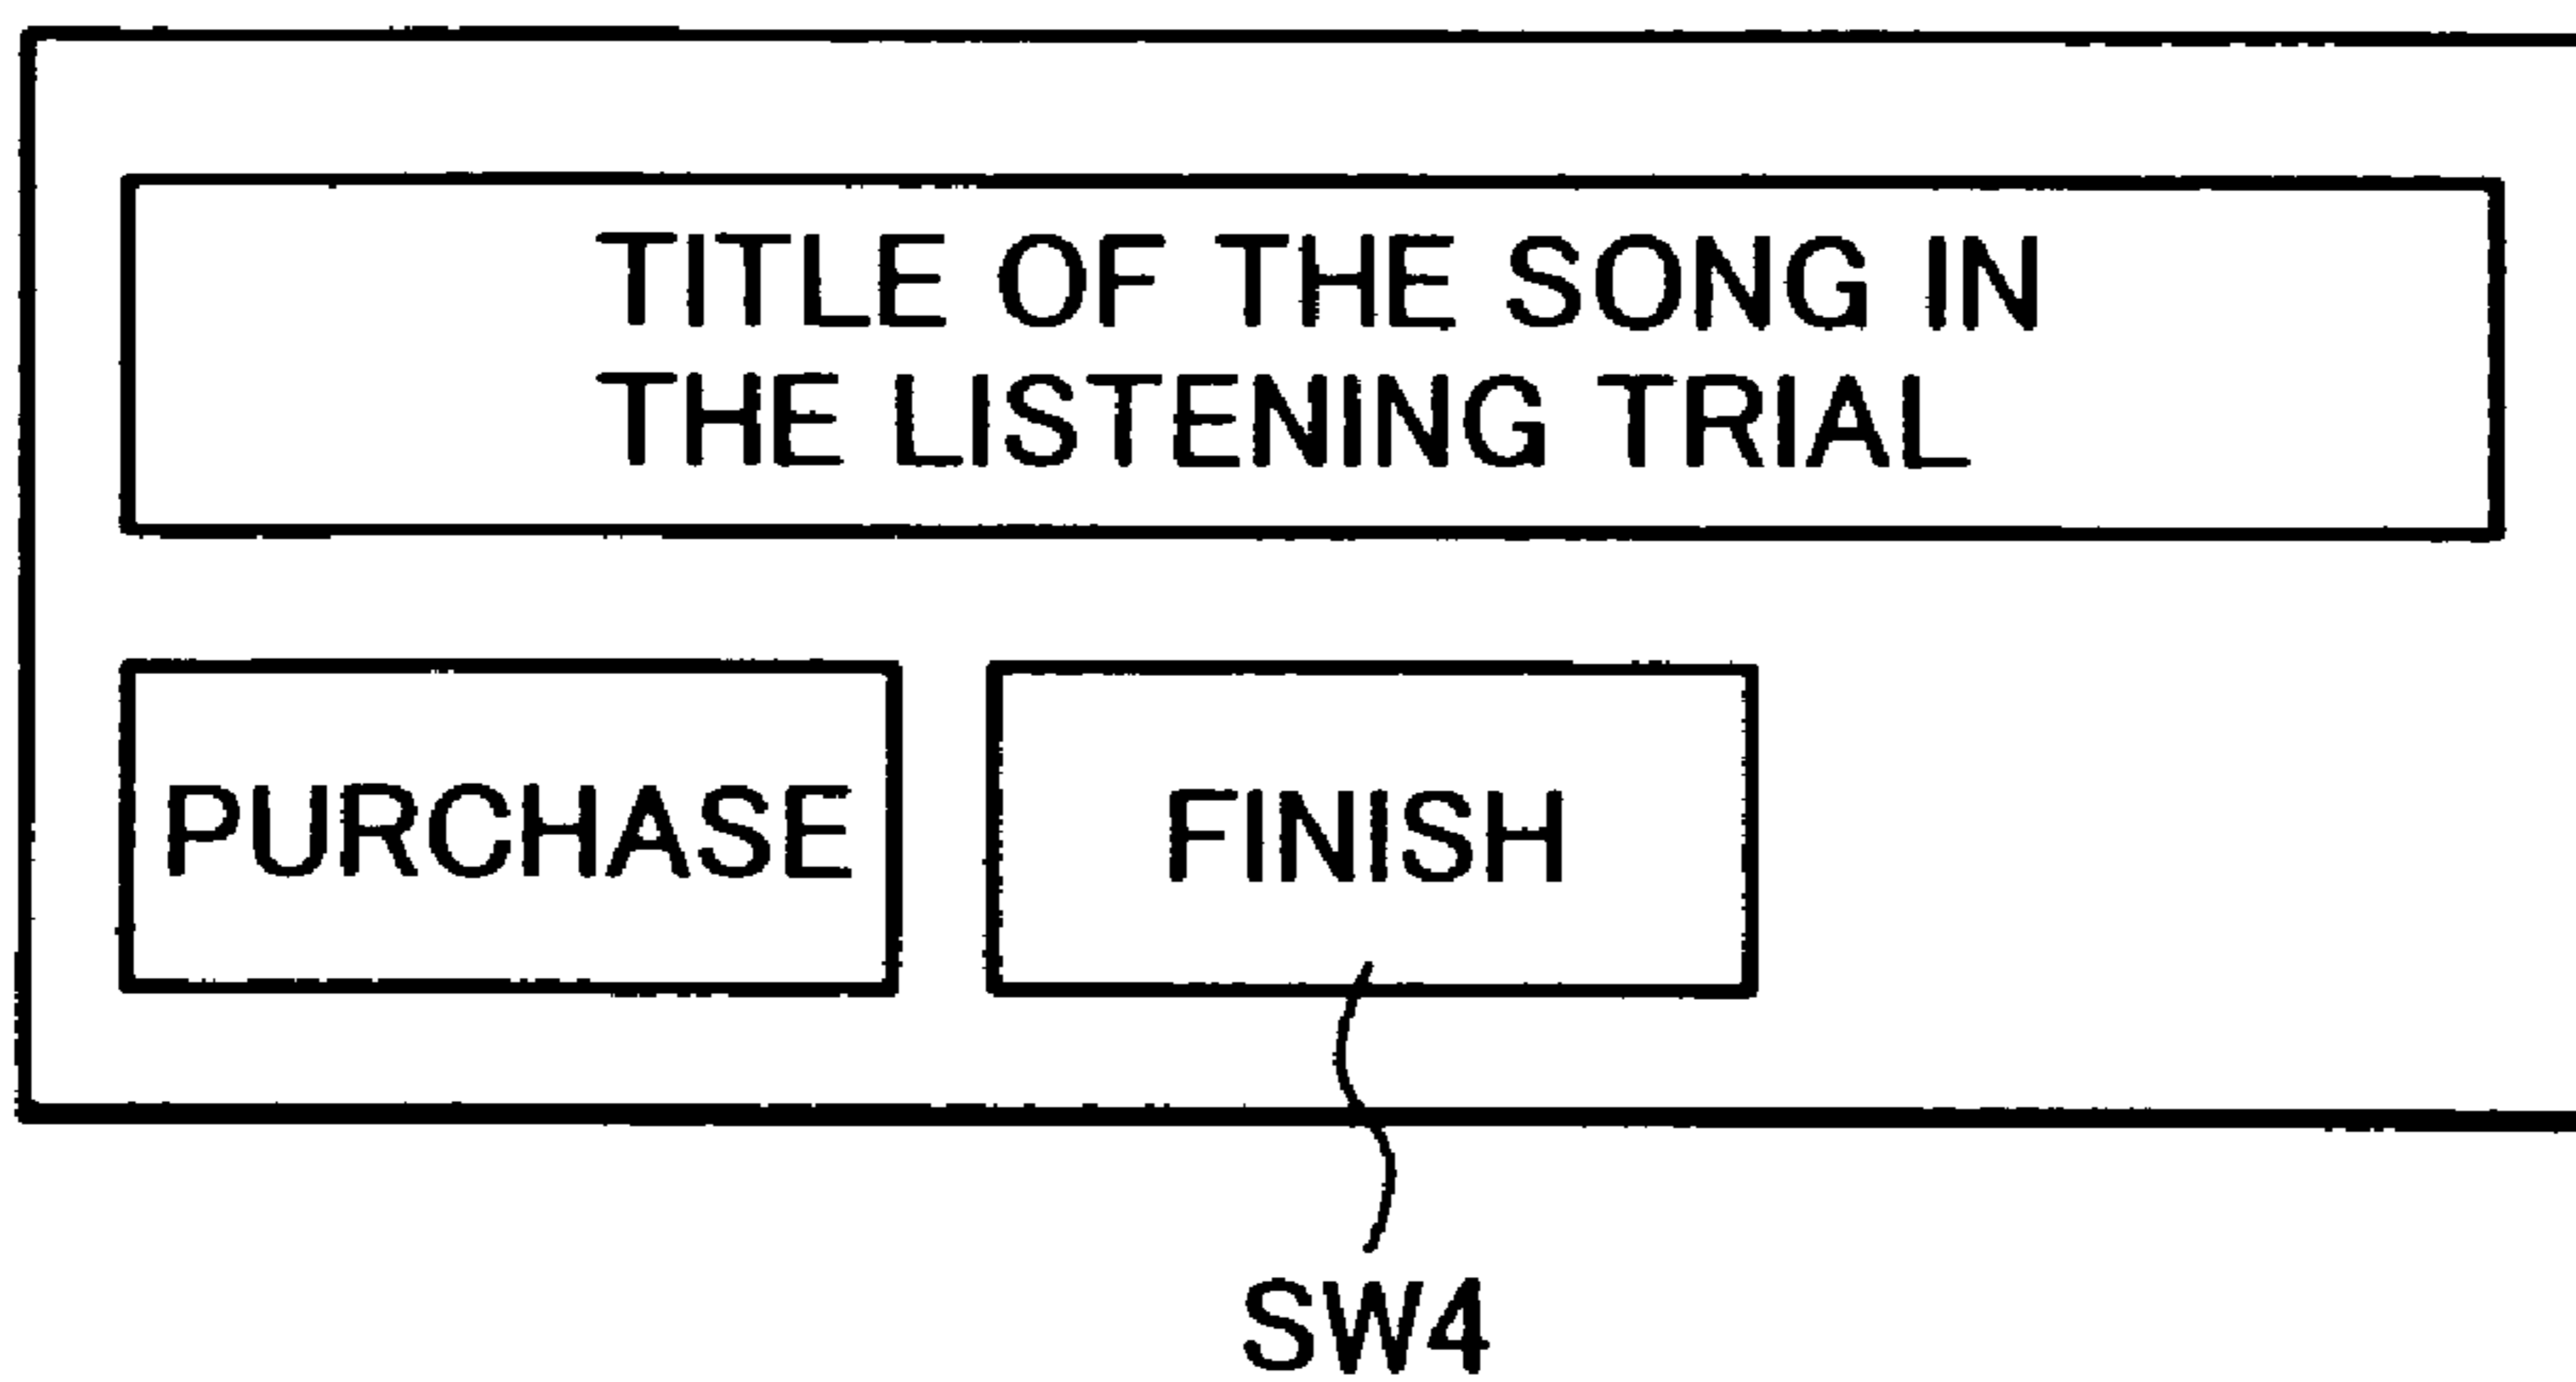 TITLE OF THE SONG IN
THE LISTENING TRIAL
PURCHASE
FINISH
SW4